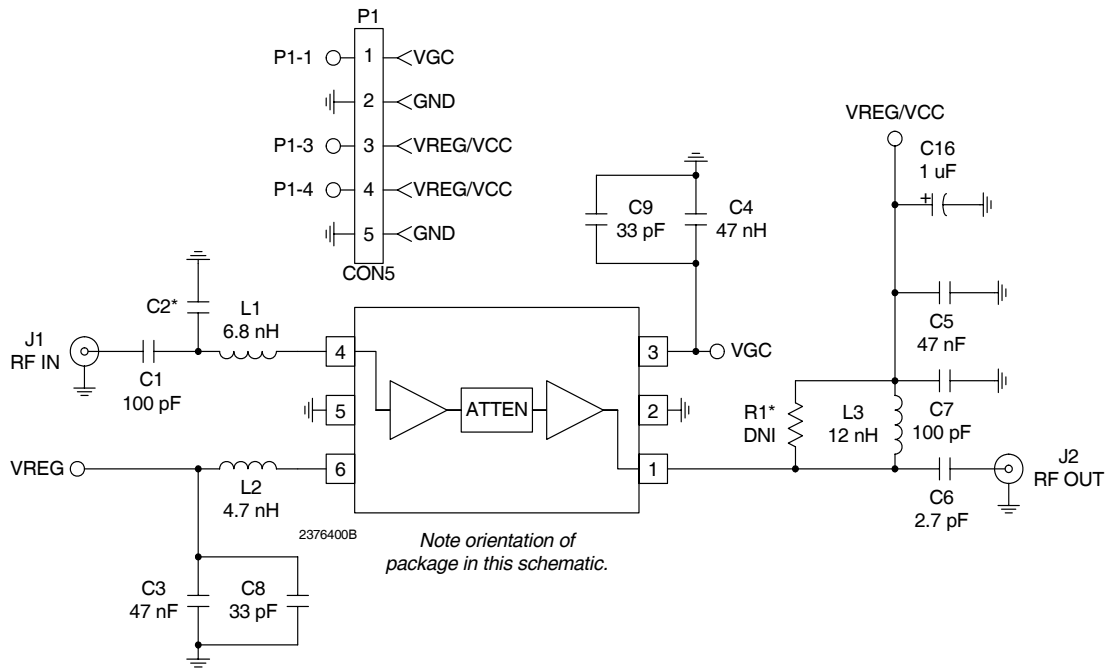 P1
P1-1
1
VGC
2
GND
P1-3
3
VREG/VCC
P1-4
4
VREG/VCC
5
GND
CON5
VREG/VCC
C16
1 uF
+
C9
33 pF
C4
47 nH
C2*
L1
6.8 nH
J1
RF IN
C1
100 pF
4
3
VGC
C5
47 nF
5
ATTEN
2
R1*
DNI
L3
12 nH
C7
100 pF
VREG
L2
4.7 nH
6
1
C6
2.7 pF
J2
RF OUT
2376400B
Note orientation of
package in this schematic.
C3
47 nF
C8
33 pF